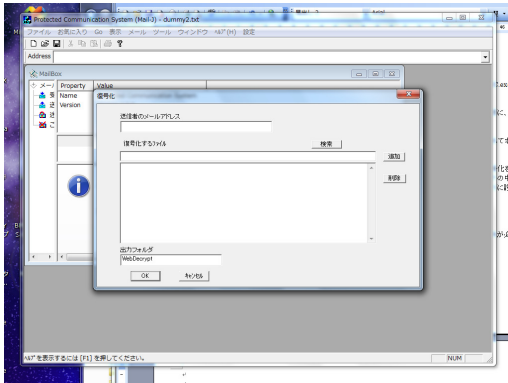 Protected Communication System (Mail-J) - dummy2.txt
ファイル お気に入り Go 表示 メール ツール ウィンドウ ﾍﾙﾌﾟ(H) 設定
Address
MailBox
Property Value
Name
Version
復号化
送信者のメールアドレス
復号化するファイル
検索
追加
削除
出力フォルダ
WebDecrypt
OK
キャンセル
ﾍﾙﾌﾟを表示するには [F1] を押してください。
NUM